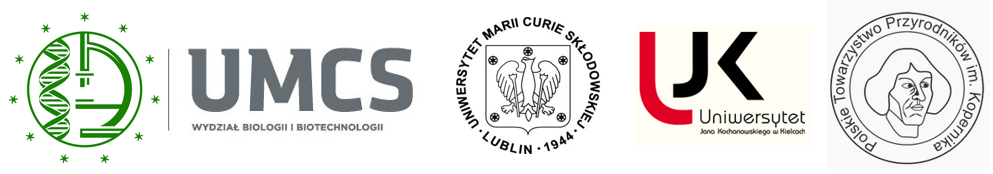 UMCS
WYDZIAŁ BIOLOGII I BIOTECHNOLOGII
UNIWERSYTET MARII CURIE SKŁODOWSKIEJ
· LUBLIN · 1944 ·
UJK
Uniwersytet
Jana Kochanowskiego w Kielcach
Polskie Towarzystwo Przyrodników im. Kopernika